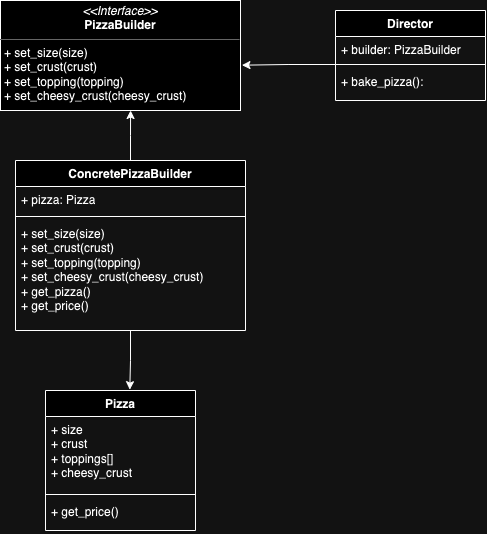 <<Interface>>
PizzaBuilder
+ set_size(size)
+ set_crust(crust)
+ set_topping(topping)
+ set_cheesy_crust(cheesy_crust)
Director
+ builder: PizzaBuilder
+ bake_pizza():
ConcretePizzaBuilder
+ pizza: Pizza
+ set_size(size)
+ set_crust(crust)
+ set_topping(topping)
+ set_cheesy_crust(cheesy_crust)
+ get_pizza()
+ get_price()
Pizza
+ size
+ crust
+ toppings[]
+ cheesy_crust
+ get_price()